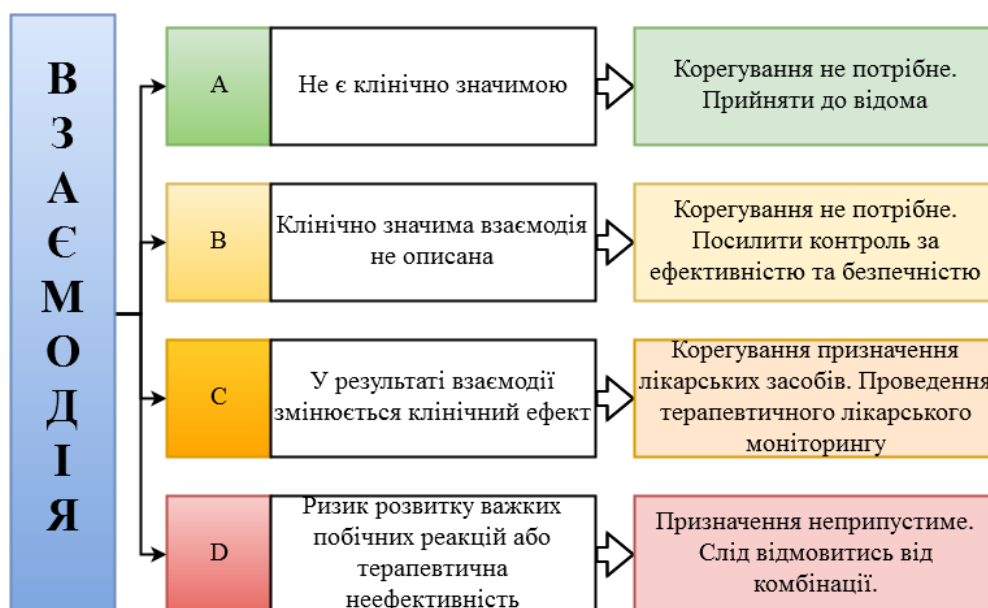 ВЗАЄМОДІЯ
A
Не є клінічно значимою
Корегування не потрібне.
Прийняти до відома
B
Клінічно значима взаємодія
не описана
Корегування не потрібне.
Посилити контроль за
ефективністю та безпечністю
C
У результаті взаємодії
змінюється клінічний ефект
Корегування призначення
лікарських засобів. Проведення
терапевтичного лікарського
моніторингу
D
Ризик розвитку важких
побічних реакцій або
терапевтична
неефективність
Призначення неприпустиме.
Слід відмовитись від
комбінації.